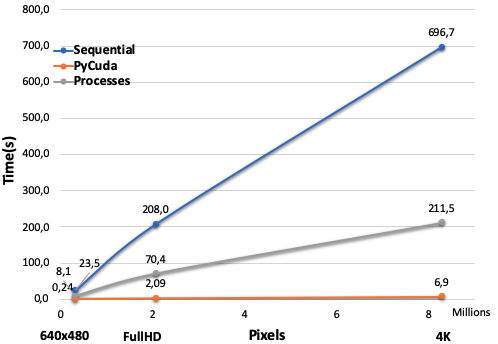 800,0
700,0
600,0
500,0
400,0
300,0
200,0
100,0
0,0
Time(s)
Sequential
PyCuda
Processes
696,7
208,0
211,5
70,4
23,5
8,1
0,24
2,09
6,9
0
2
4
6
8
Millions
640x480
FullHD
Pixels
4K